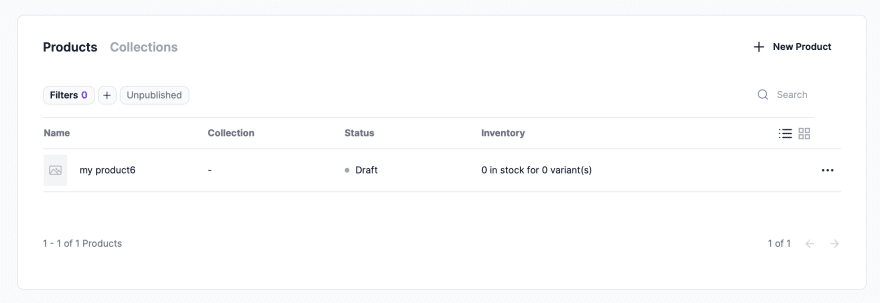 Products Collections
+ New Product
Filters 0 + Unpublished
Search
Name Collection Status Inventory
my product6 - Draft 0 in stock for 0 variant(s)
1 - 1 of 1 Products
1 of 1